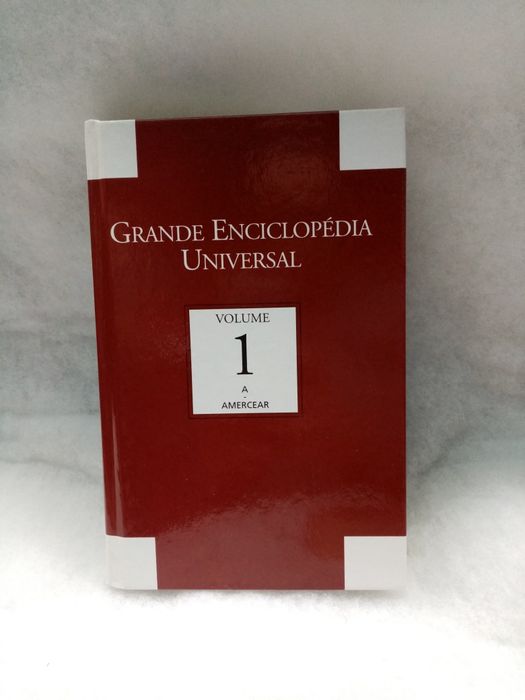 GRANDE ENCICLOPÉDIA
UNIVERSAL
VOLUME
1
A
-
AMERCEAR